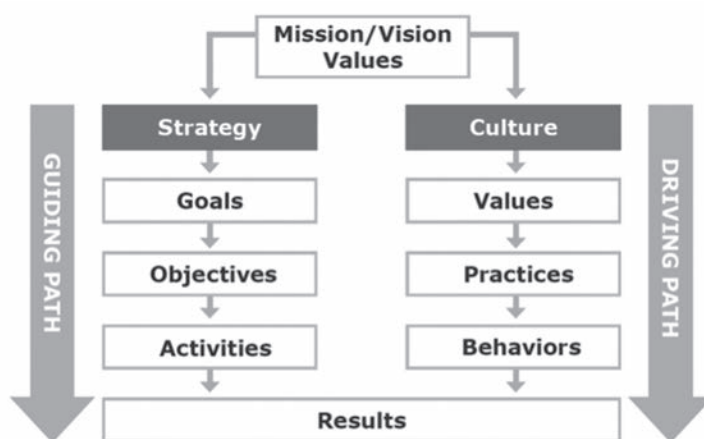 Mission/Vision
Values
Strategy
Culture
GUIDING PATH
DRIVING PATH
Goals
Values
Objectives
Practices
Activities
Behaviors
Results